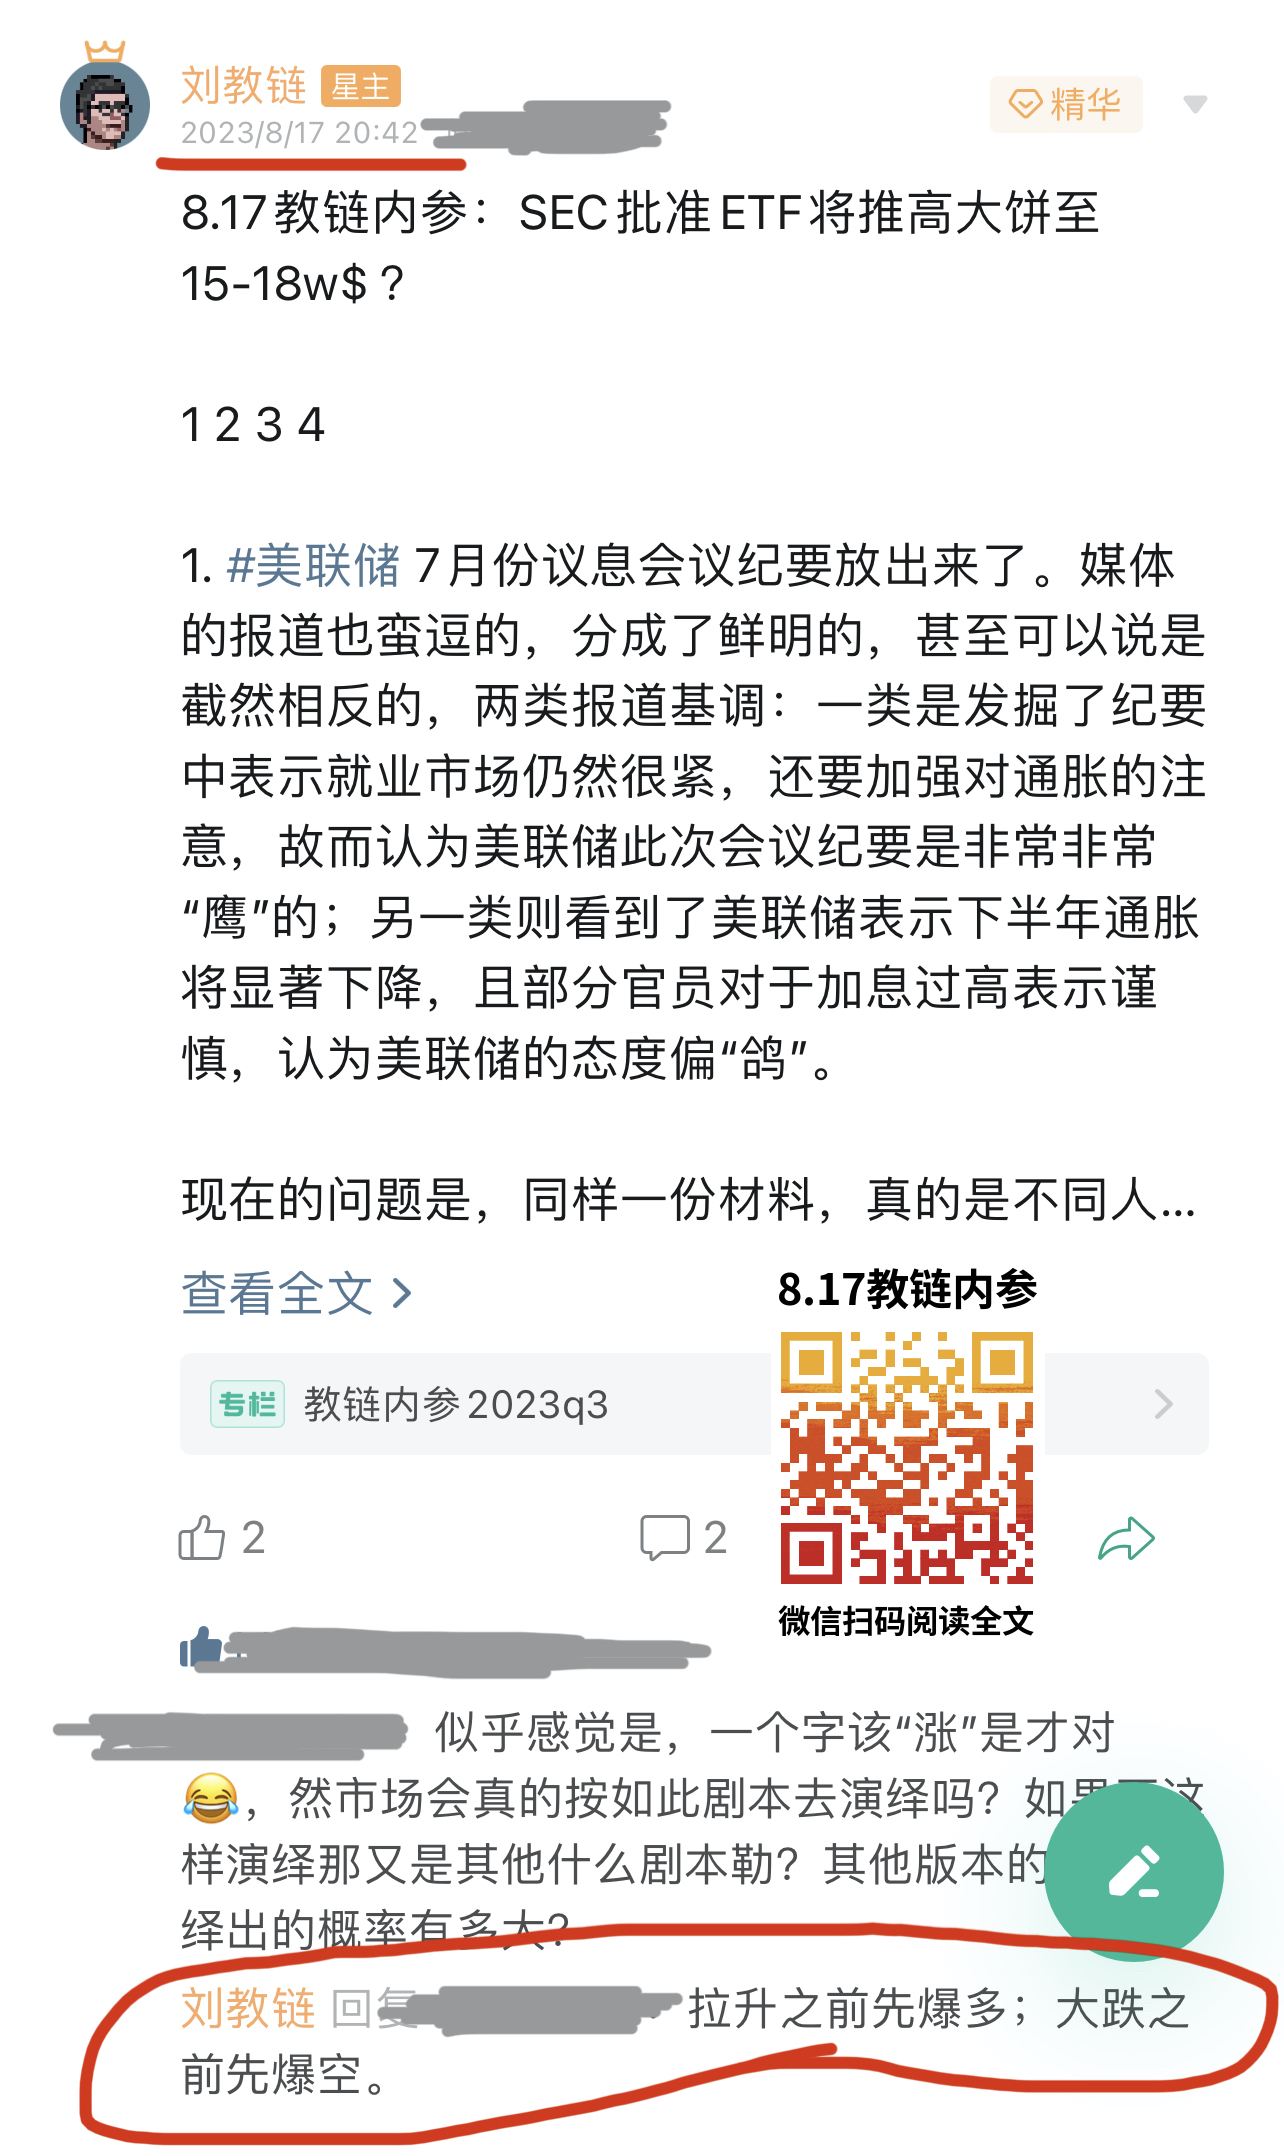 刘教链 星主
精华
2023/8/17 20:42
8.17教链内参：SEC批准ETF将推高大饼至
15-18w$？
1 2 3 4
1. #美联储 7月份议息会议纪要放出来了。媒体
的报道也蛮逗的，分成了鲜明的，甚至可以说是
截然相反的，两类报道基调：一类是发掘了纪要
中表示就业市场仍然很紧，还要加强对通胀的注
意，故而认为美联储此次会议纪要是非常非常
“鹰”的；另一类则看到了美联储表示下半年通胀
将显著下降，且部分官员对于加息过高表示谨
慎，认为美联储的态度偏“鸽”。
现在的问题是，同样一份材料，真的是不同人...
查看全文
8.17教链内参
专栏 教链内参2023q3
2
2
微信扫码阅读全文
似乎感觉是，一个字该“涨”是才对
😂，然市场会真的按如此剧本去演绎吗？如
样演绎那又是其他什么剧本勒？其他版本的
绎出的概率有多大？
刘教链 回复 拉升之前先爆多；大跌之
前先爆空。